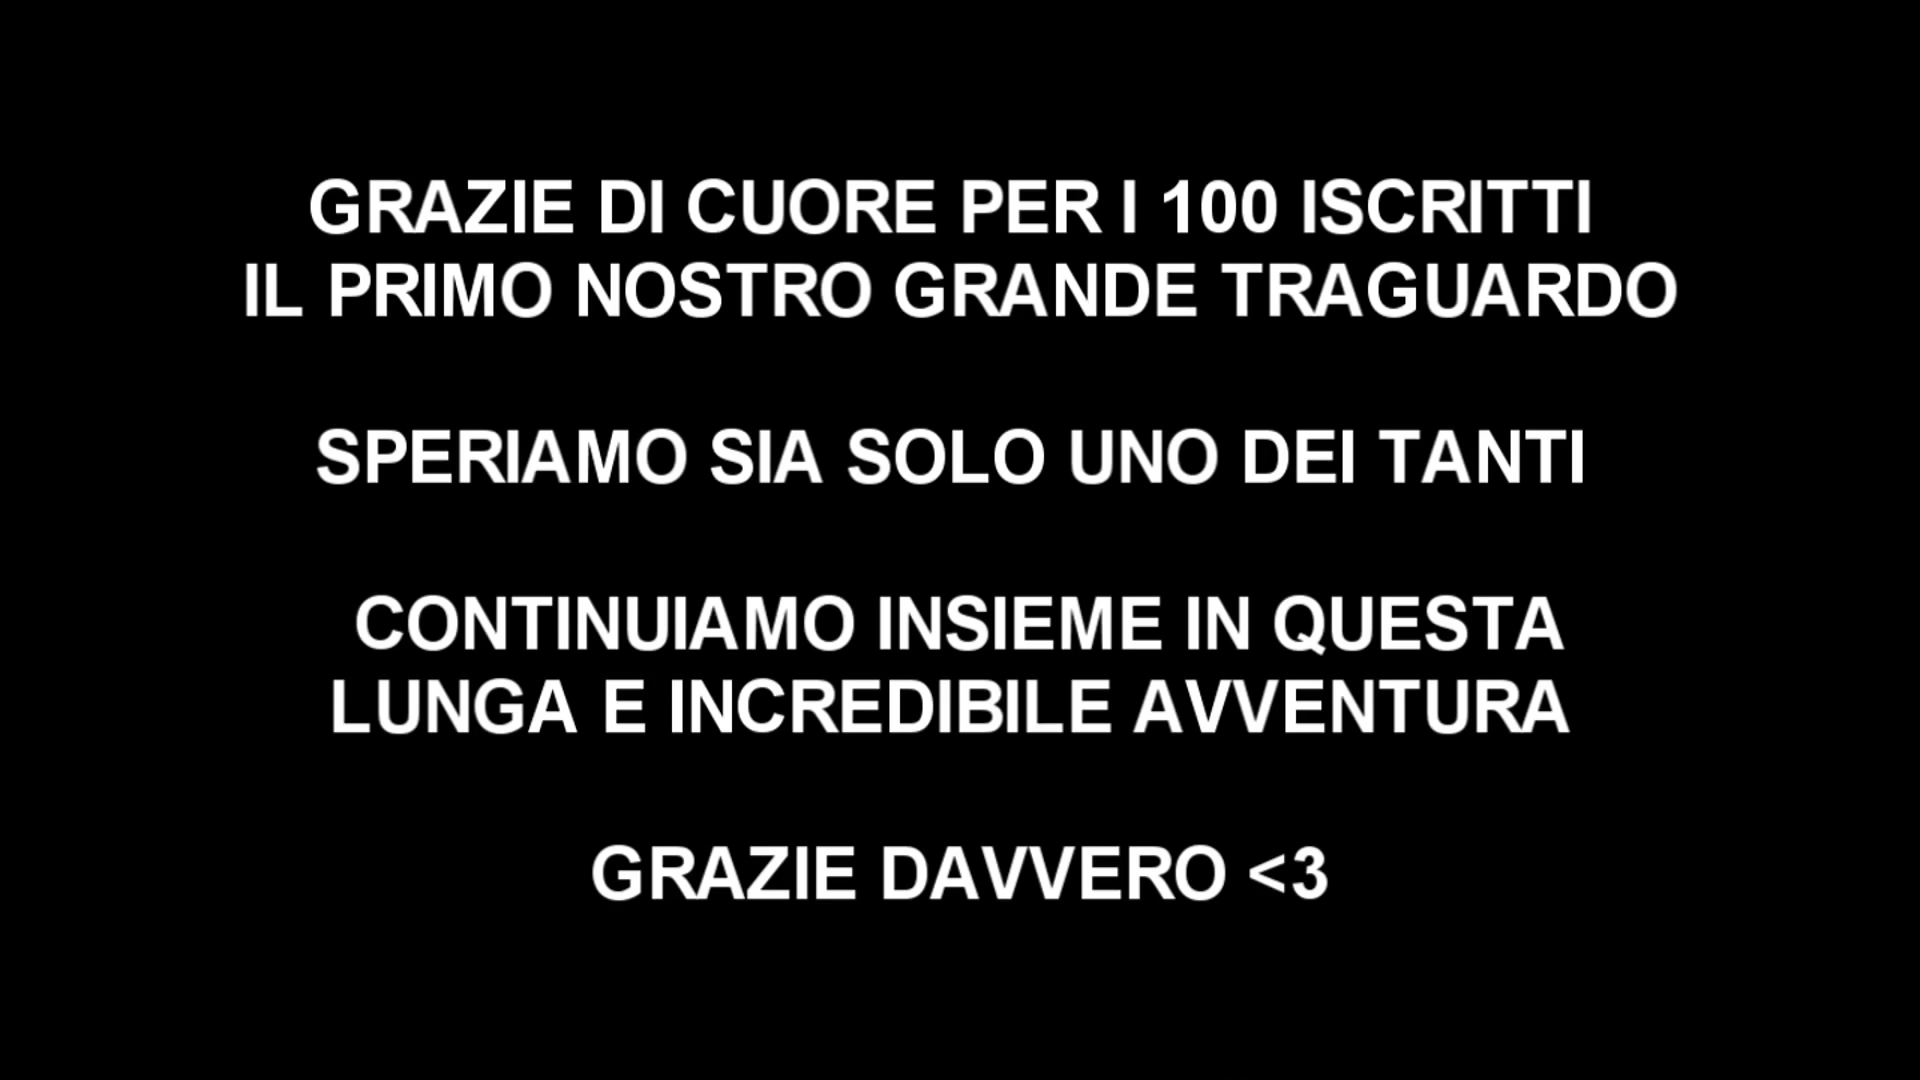 GRAZIE DI CUORE PER I 100 ISCRITTI
IL PRIMO NOSTRO GRANDE TRAGUARDO
SPERIAMO SIA SOLO UNO DEI TANTI
CONTINUIAMO INSIEME IN QUESTA
LUNGA E INCREDIBILE AVVENTURA
GRAZIE DAVVERO <3